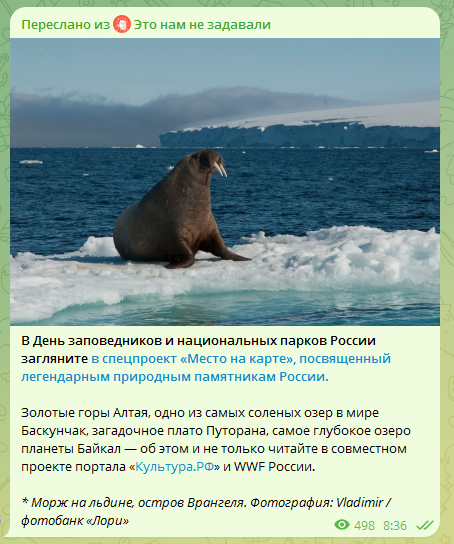 Переслано из Это нам не задавали
В День заповедников и национальных парков России
загляните в спецпроект «Место на карте», посвященный
легендарным природным памятникам России.
Золотые горы Алтая, одно из самых соленых озер в мире
Баскунчак, загадочное плато Путорана, самое глубокое озеро
планеты Байкал — об этом и не только читайте в совместном
проекте портала «Культура.РФ» и WWF России.
* Морж на льдине, остров Врангеля. Фотография: Vladimir /
фотобанк «Лори»
498 8:36